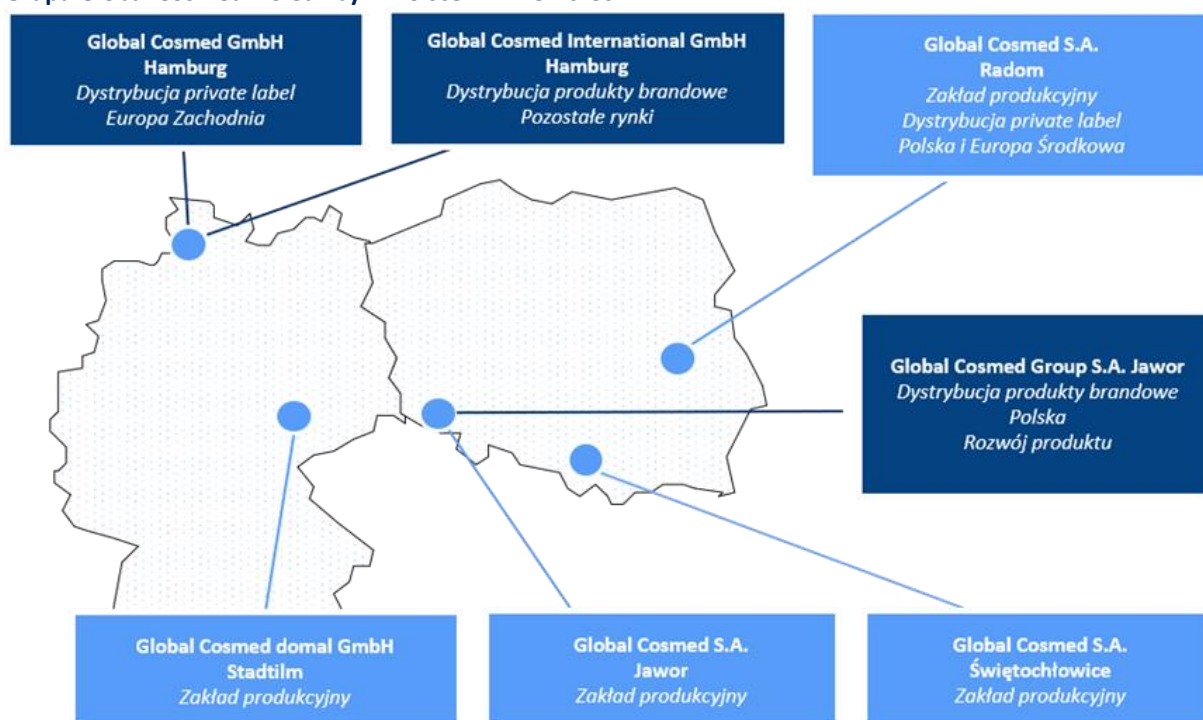 Global Cosmed GmbH
Hamburg
Dystrybucja private label
Europa Zachodnia
Global Cosmed International GmbH
Hamburg
Dystrybucja produkty brandowe
Pozostałe rynki
Global Cosmed S.A.
Radom
Zakład produkcyjny
Dystrybucja private label
Polska i Europa Środkowa
Global Cosmed Group S.A. Jawor
Dystrybucja produkty brandowe
Polska
Rozwój produktu
Global Cosmed domal GmbH
Stadtilm
Zakład produkcyjny
Global Cosmed S.A.
Jawor
Zakład produkcyjny
Global Cosmed S.A.
Świętochłowice
Zakład produkcyjny